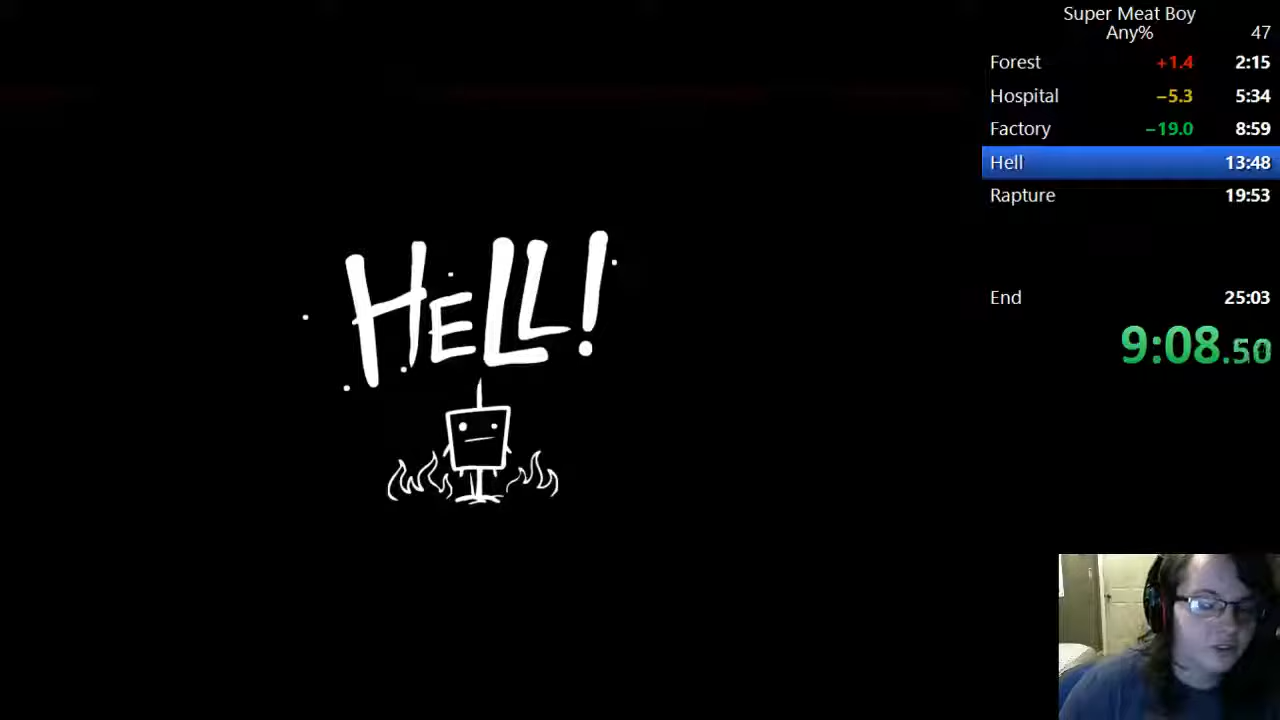 Super Meat Boy
Any% 47
Forest +1.4 2:15
Hospital −5.3 5:34
Factory −19.0 8:59
Hell 13:48
Rapture 19:53
End 25:03
9:08.50
HELL!